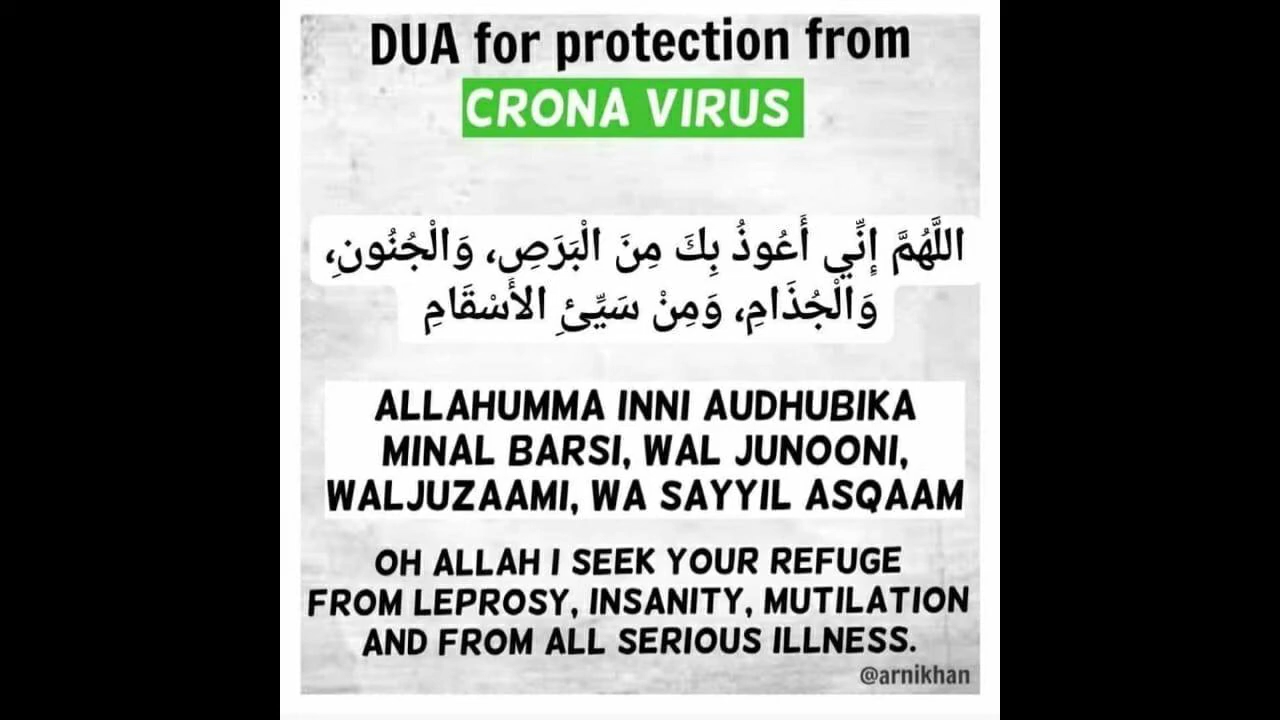 DUA for protection from
CRONA VIRUS
اللَّهُمَّ إِنِّي أَعُوذُ بِكَ مِنَ الْبَرَصِ، وَالْجُنُونِ،
وَالْجُذَامِ، وَمِنْ سَيِّئِ الأَسْقَامِ
ALLAHUMMA INNI AUDHUBIKA
MINAL BARSI, WAL JUNOONI,
WALJUZAAMI, WA SAYYIL ASQAAM
OH ALLAH I SEEK YOUR REFUGE
FROM LEPROSY, INSANITY, MUTILATION
AND FROM ALL SERIOUS ILLNESS.
@arnikhan